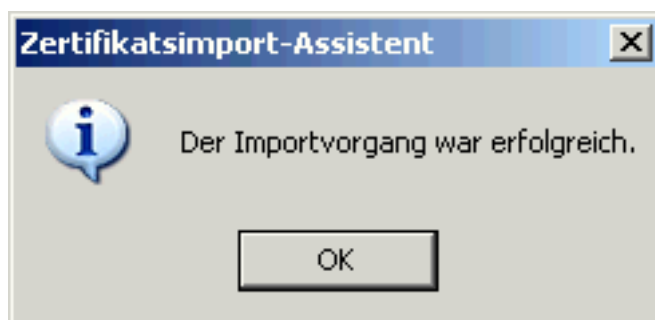 Zertifikatsimport-Assistent
Der Importvorgang war erfolgreich.
OK